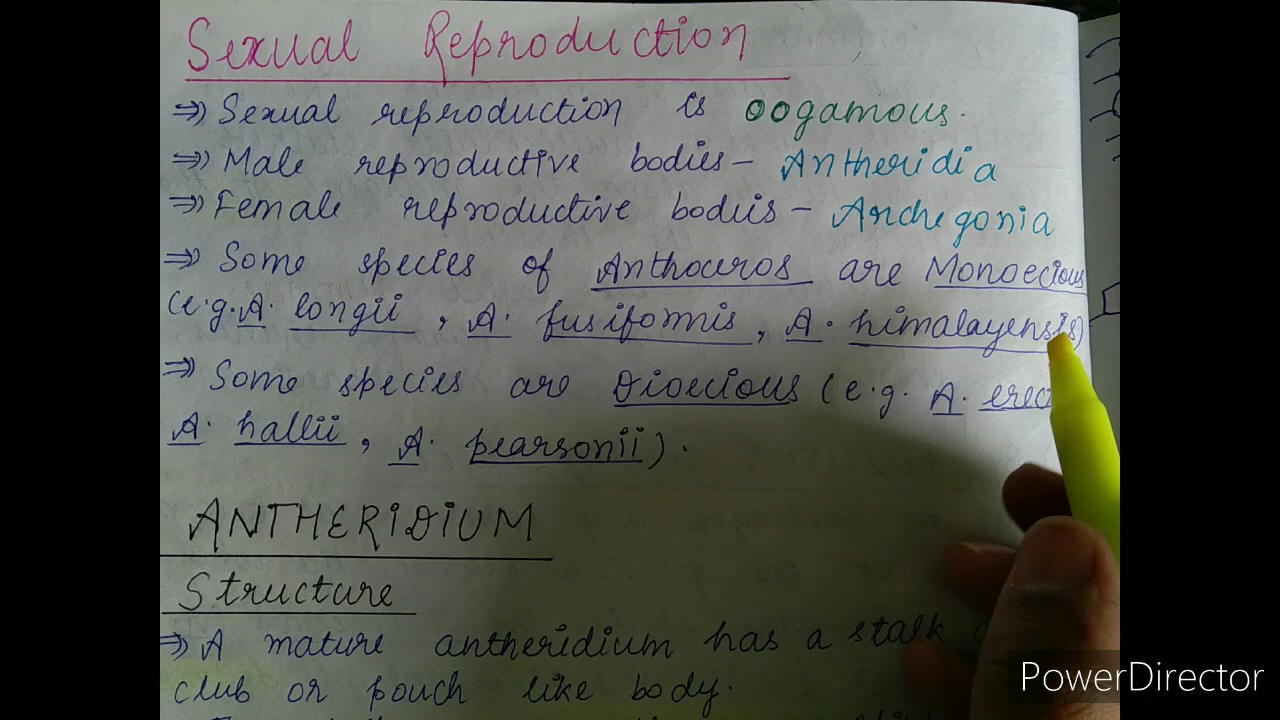 Sexual Reproduction
⇒ Sexual reproduction is oogamous.
⇒ Male reproductive bodies - Antheridia
⇒ Female reproductive bodies - Archegonia
⇒ Some species of Anthoceros are Monoecious
(e.g. A. longii, A. fusiformis, A. himalayensis)
⇒ Some species are Dioecious (e.g. A.
A. hallii, A. pearsonii).
ANTHERIDIUM
Structure
⇒ A mature antheridium has a stalk
club or pouch like body.
PowerDirector